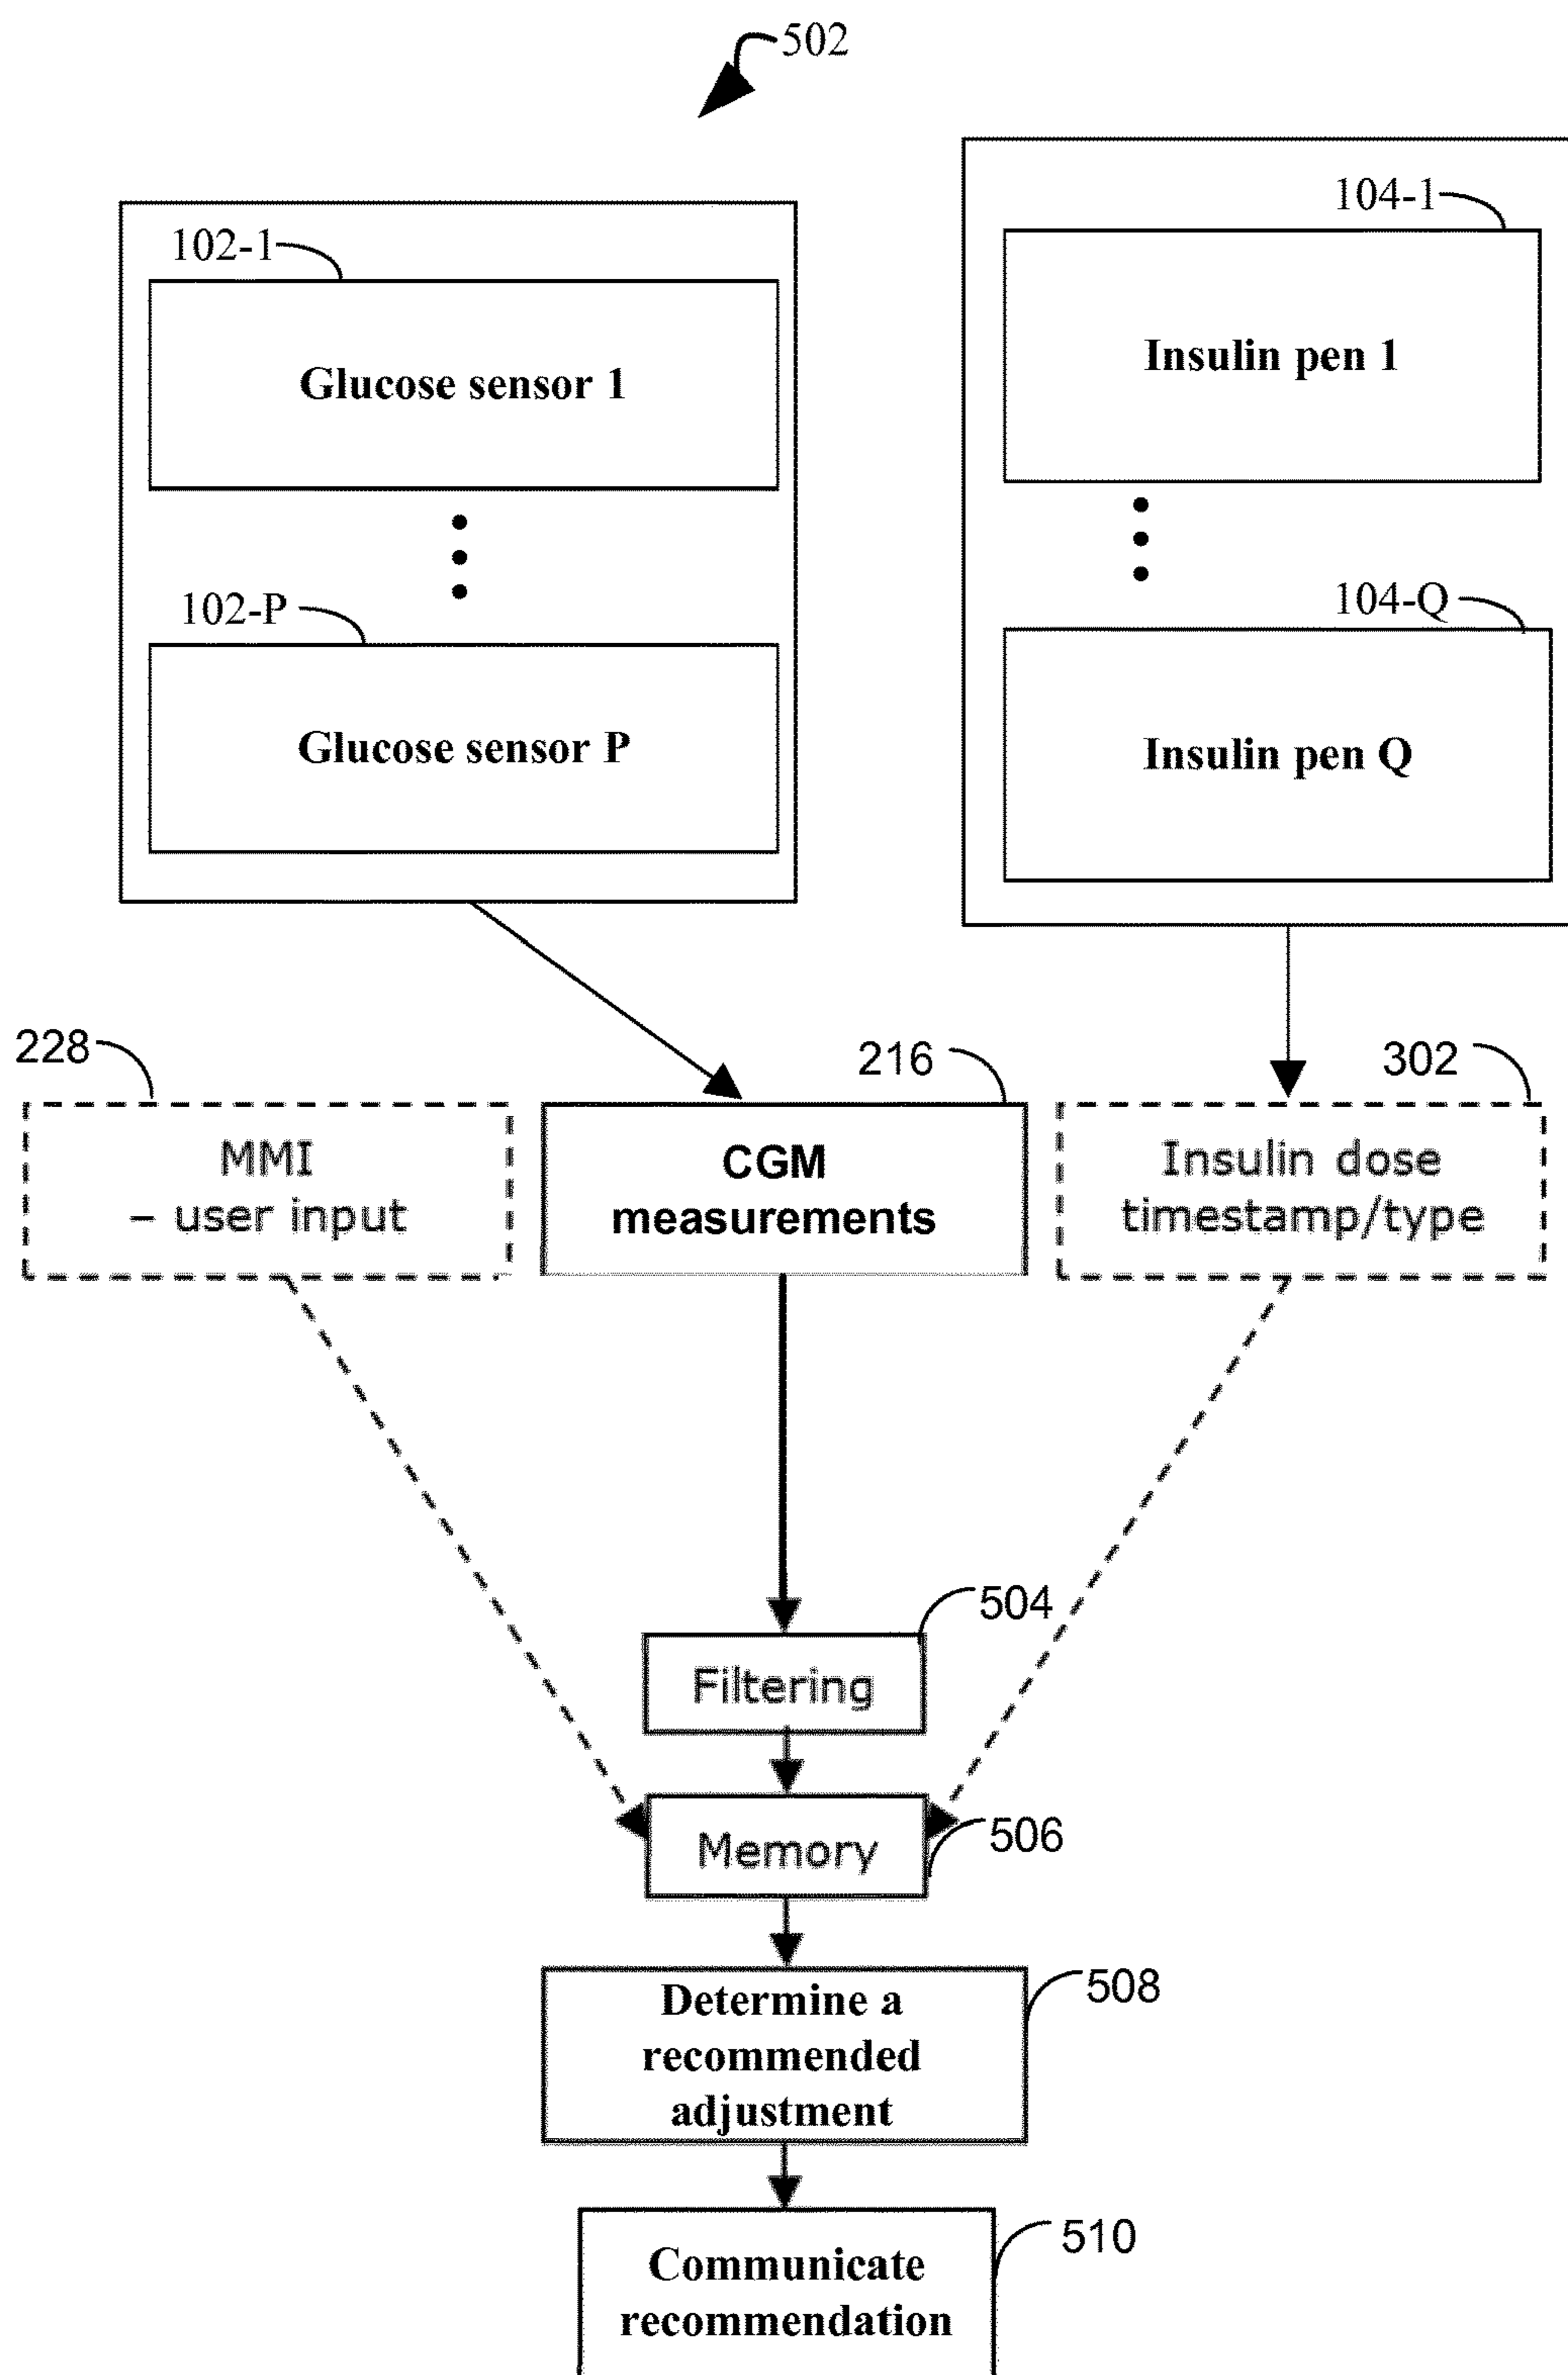 502
102-1
Glucose sensor 1
102-P
Glucose sensor P
104-1
Insulin pen 1
104-Q
Insulin pen Q
228
MMI
– user input
216
CGM
measurements
302
Insulin dose
timestamp/type
504
Filtering
506
Memory
508
Determine a
recommended
adjustment
510
Communicate
recommendation